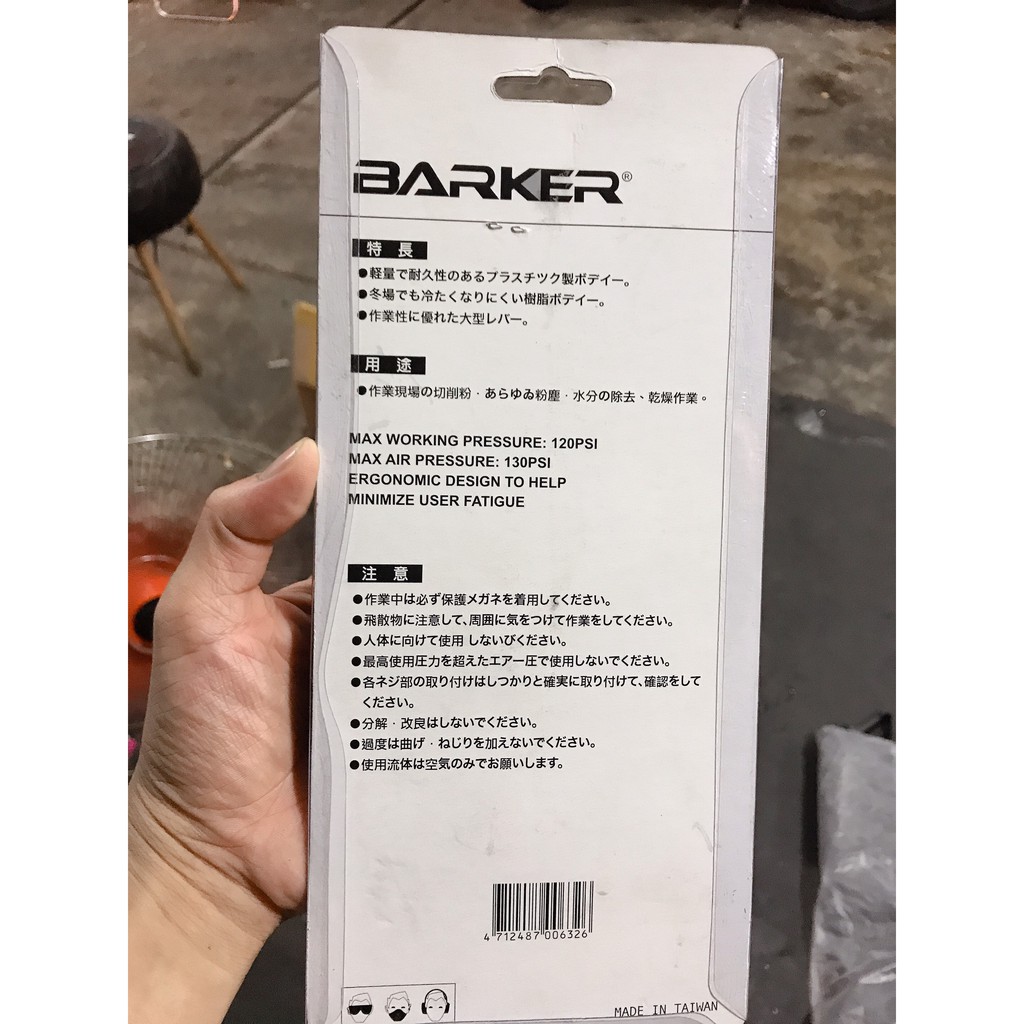 BARKER®
特長
●軽量で耐久性のあるプラスチツク製ボデイー。
●冬場でも冷たくなりにくい樹脂ボデイー。
●作業性に優れた大型レバー。
用途
●作業現場の切削粉・あらゆゐ粉塵・水分の除去、乾燥作業。
MAX WORKING PRESSURE: 120PSI
MAX AIR PRESSURE: 130PSI
ERGONOMIC DESIGN TO HELP
MINIMIZE USER FATIGUE
注意
●作業中は必ず保護メガネを着用してください。
●飛散物に注意して、周囲に気をつけて作業をしてください。
●人体に向けて使用 しないびください。
●最高使用圧力を超えたエアー圧で使用しないでください。
●各ネジ部の取り付けはしつかりと確実に取り付けて、確認をして
ください。
●分解・改良はしないでください。
●過度は曲げ・ねじりを加えないでください。
●使用流体は空気のみでお願いします。
4 712487 006326
MADE IN TAIWAN